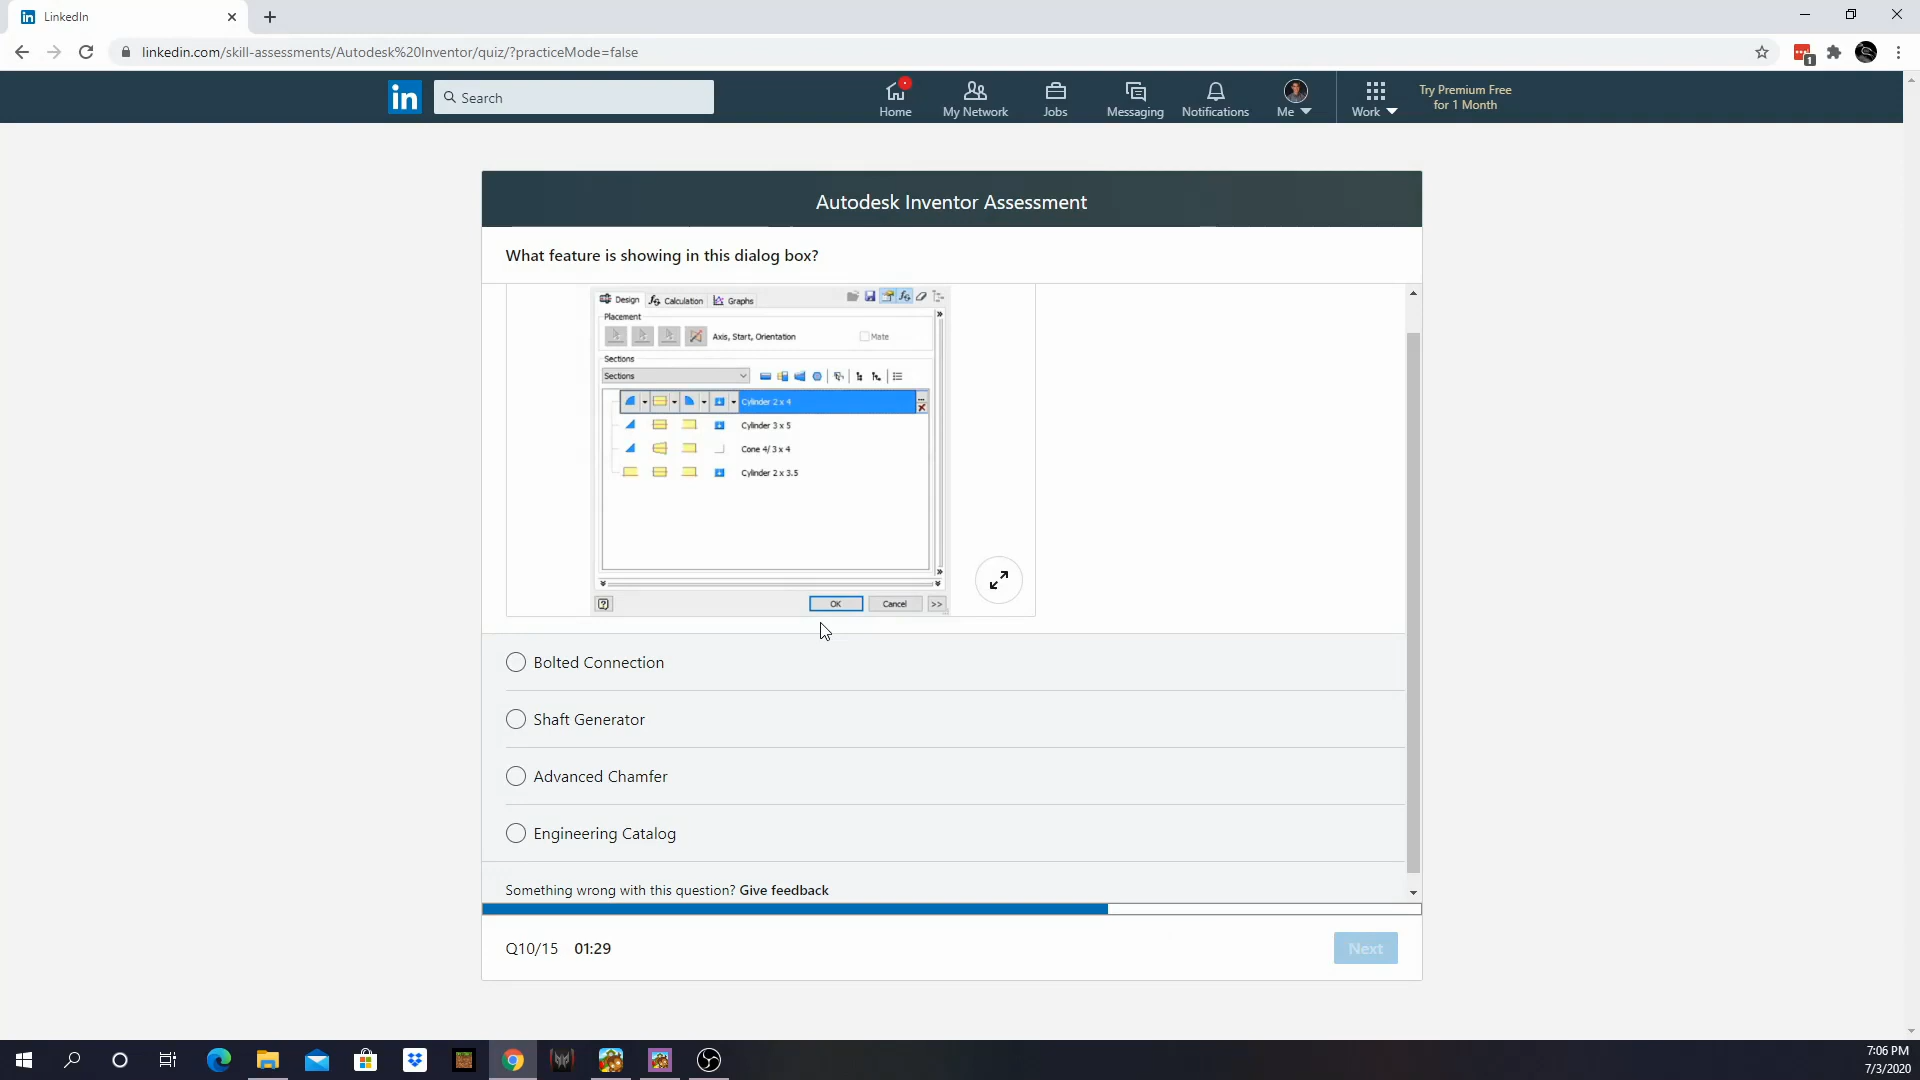 LinkedIn
linkedin.com/skill-assessments/Autodesk%20Inventor/quiz/?practiceMode=false
1
in
Search
Home
My Network
Jobs
Messaging
Notifications
Me
Work
Try Premium Free
for 1 Month
Autodesk Inventor Assessment
What feature is showing in this dialog box?
Design
Calculation
Graphs
Placement
Axis, Start, Orientation
Mate
Sections
Sections
Cylinder 2 x 4
Cylinder 3 x 5
Cone 4/ 3 x 4
Cylinder 2 x 3.5
OK
Cancel
>>
Bolted Connection
Shaft Generator
Advanced Chamfer
Engineering Catalog
Something wrong with this question? Give feedback
Q10/15 01:29
Next
7:06 PM
7/3/2020